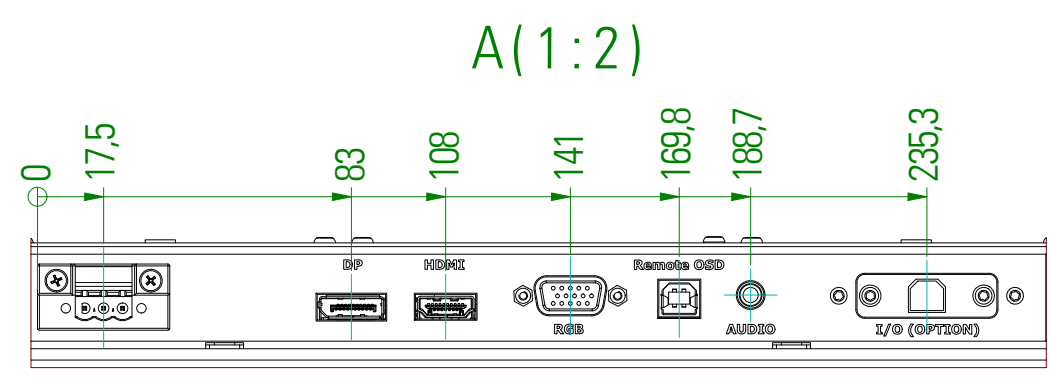 A(1:2)
0
17,5
83
108
141
169,8
188,7
235,3
DP
HDMI
Remote OSD
RGB
AUDIO
I/O (OPTION)